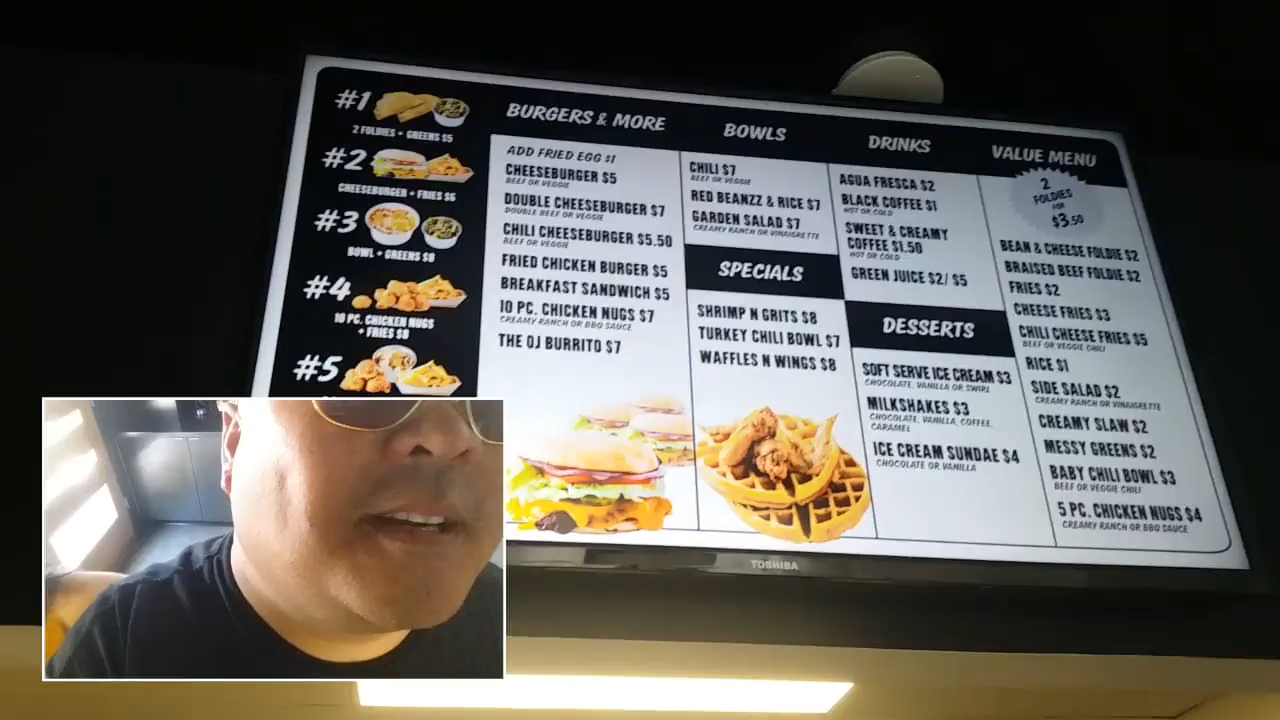 #1
2 FOLDIES + GREENS $5
#2
CHEESEBURGER + FRIES $6
#3
BOWL + GREENS $8
#4
10 PC. CHICKEN NUGS
+ FRIES $8
#5
BURGERS & MORE
ADD FRIED EGG $1
CHEESEBURGER $5
BEEF OR VEGGIE
DOUBLE CHEESEBURGER $7
DOUBLE BEEF OR VEGGIE
CHILI CHEESEBURGER $5.50
BEEF OR VEGGIE
FRIED CHICKEN BURGER $5
BREAKFAST SANDWICH $5
10 PC. CHICKEN NUGS $7
CREAMY RANCH OR BBQ SAUCE
THE OJ BURRITO $7
BOWLS
CHILI $7
BEEF OR VEGGIE
RED BEANZZ & RICE $7
GARDEN SALAD $7
CREAMY RANCH OR VINAIGRETTE
SPECIALS
SHRIMP N GRITS $8
TURKEY CHILI BOWL $7
WAFFLES N WINGS $8
DRINKS
AGUA FRESCA $2
BLACK COFFEE $1
HOT OR COLD
SWEET & CREAMY
COFFEE $1.50
HOT OR COLD
GREEN JUICE $2/ $5
DESSERTS
SOFT SERVE ICE CREAM $3
CHOCOLATE, VANILLA OR SWIRL
MILKSHAKES $3
CHOCOLATE, VANILLA, COFFEE,
CARAMEL
ICE CREAM SUNDAE $4
CHOCOLATE OR VANILLA
VALUE MENU
2
FOLDIES
FOR
$3.50
BEAN & CHEESE FOLDIE $2
BRAISED BEEF FOLDIE $2
FRIES $2
CHEESE FRIES $3
CHILI CHEESE FRIES $5
BEEF OR VEGGIE CHILI
RICE $1
SIDE SALAD $2
CREAMY RANCH OR VINAIGRETTE
CREAMY SLAW $2
MESSY GREENS $2
BABY CHILI BOWL $3
BEEF OR VEGGIE CHILI
5 PC. CHICKEN NUGS $4
CREAMY RANCH OR BBQ SAUCE
TOSHIBA